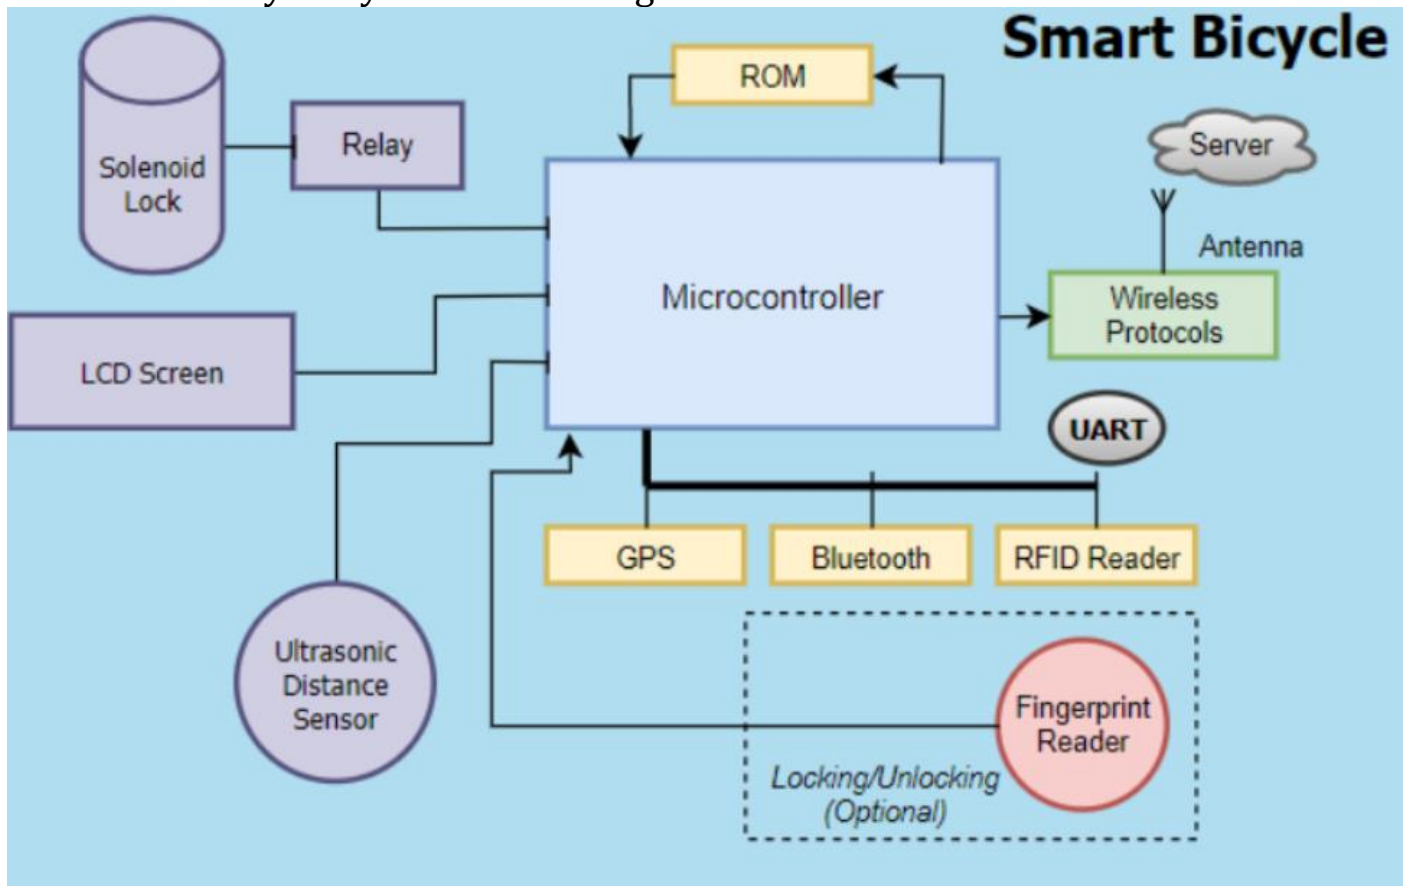 Smart Bicycle
ROM
Solenoid
Lock
Relay
Server
Antenna
Microcontroller
Wireless
Protocols
LCD Screen
UART
GPS
Bluetooth
RFID Reader
Ultrasonic
Distance
Sensor
Fingerprint
Reader
Locking/Unlocking
(Optional)